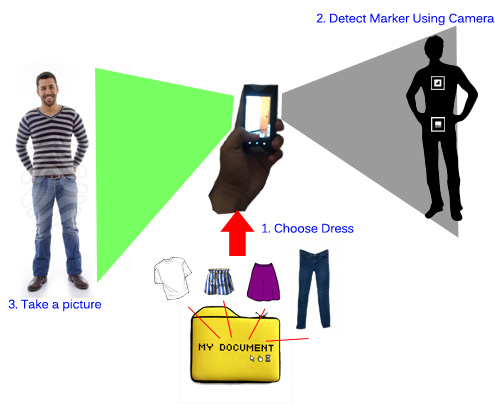 2. Detect Marker Using Camera
1. Choose Dress
3. Take a picture
MY DOCUMENT